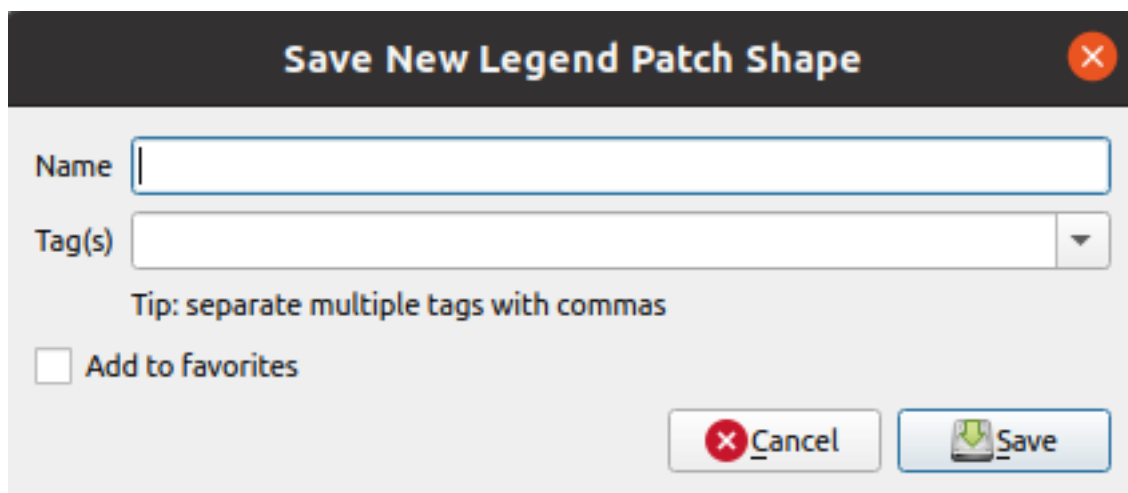 Save New Legend Patch Shape
Name
Tag(s)
Tip: separate multiple tags with commas
Add to favorites
Cancel Save